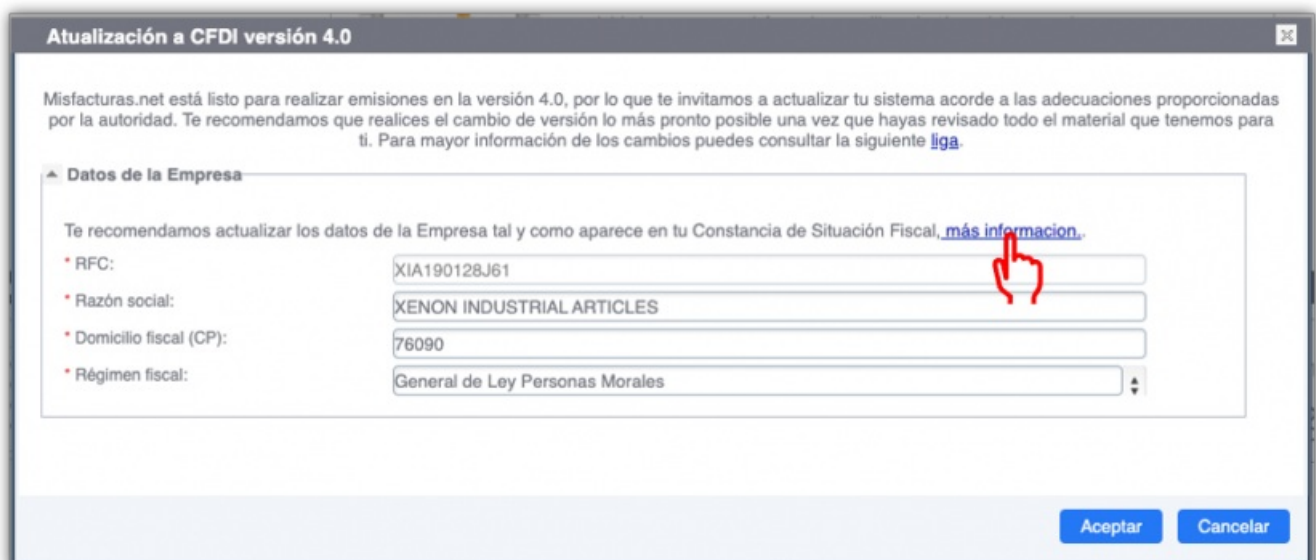 Atualización a CFDI versión 4.0
Misfacturas.net está listo para realizar emisiones en la versión 4.0, por lo que te invitamos a actualizar tu sistema acorde a las adecuaciones proporcionadas
por la autoridad. Te recomendamos que realices el cambio de versión lo más pronto posible una vez que hayas revisado todo el material que tenemos para
ti. Para mayor información de los cambios puedes consultar la siguiente liga.
Datos de la Empresa
Te recomendamos actualizar los datos de la Empresa tal y como aparece en tu Constancia de Situación Fiscal, más informacion..
* RFC: XIA190128J61
* Razón social: XENON INDUSTRIAL ARTICLES
* Domicilio fiscal (CP): 76090
* Régimen fiscal: General de Ley Personas Morales
Aceptar Cancelar